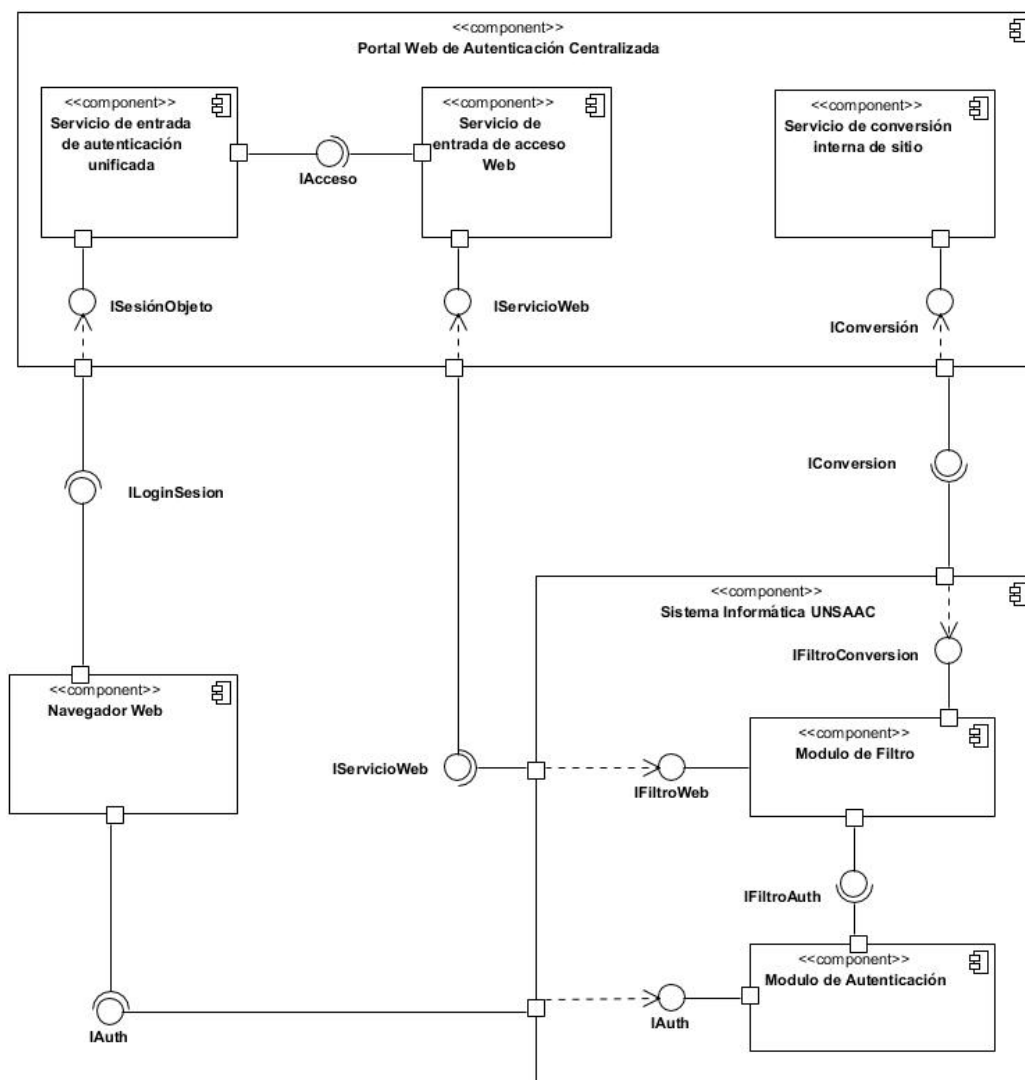 <<component>>
Portal Web de Autenticación Centralizada
<<component>>
Servicio de entrada
de autenticación
unificada
<<component>>
Servicio de
entrada de acceso
Web
<<component>>
Servicio de conversión
interna de sitio
IAcceso
ISesiónObjeto
IServicioWeb
IConversión
ILoginSesion
IConversion
<<component>>
Sistema Informática UNSAAC
IFiltroConversion
<<component>>
Navegador Web
<<component>>
Modulo de Filtro
IServicioWeb
IFiltroWeb
IFiltroAuth
<<component>>
Modulo de Autenticación
IAuth
IAuth